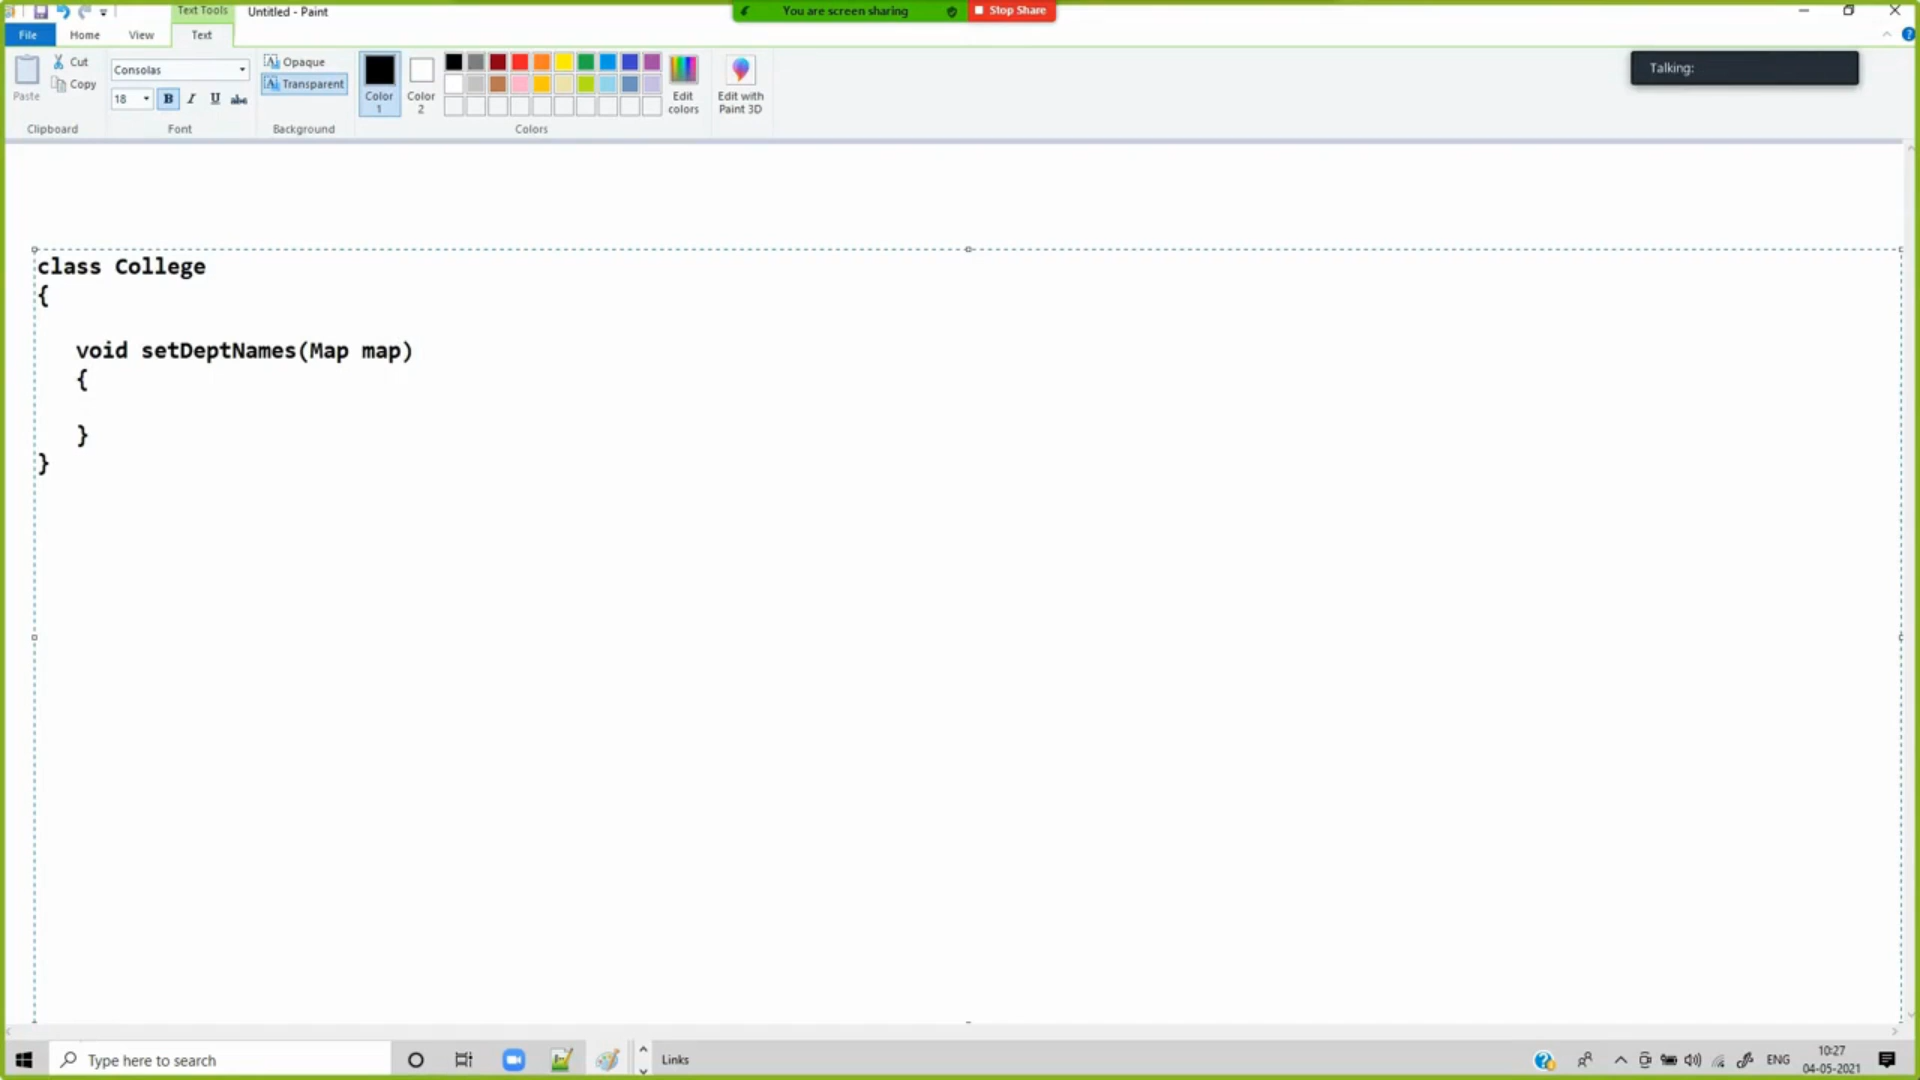 Text Tools
Untitled - Paint
You are screen sharing
Stop Share
File
Home
View
Text
Talking:
Paste
Cut
Copy
Clipboard
Consolas
18
B
I
U
abc
Font
Opaque
Transparent
Background
Color
1
Color
2
Colors
Edit
colors
Edit with
Paint 3D
class College
{
void setDeptNames(Map map)
{
}
}
Type here to search
Links
ENG
10:27
04-05-2021